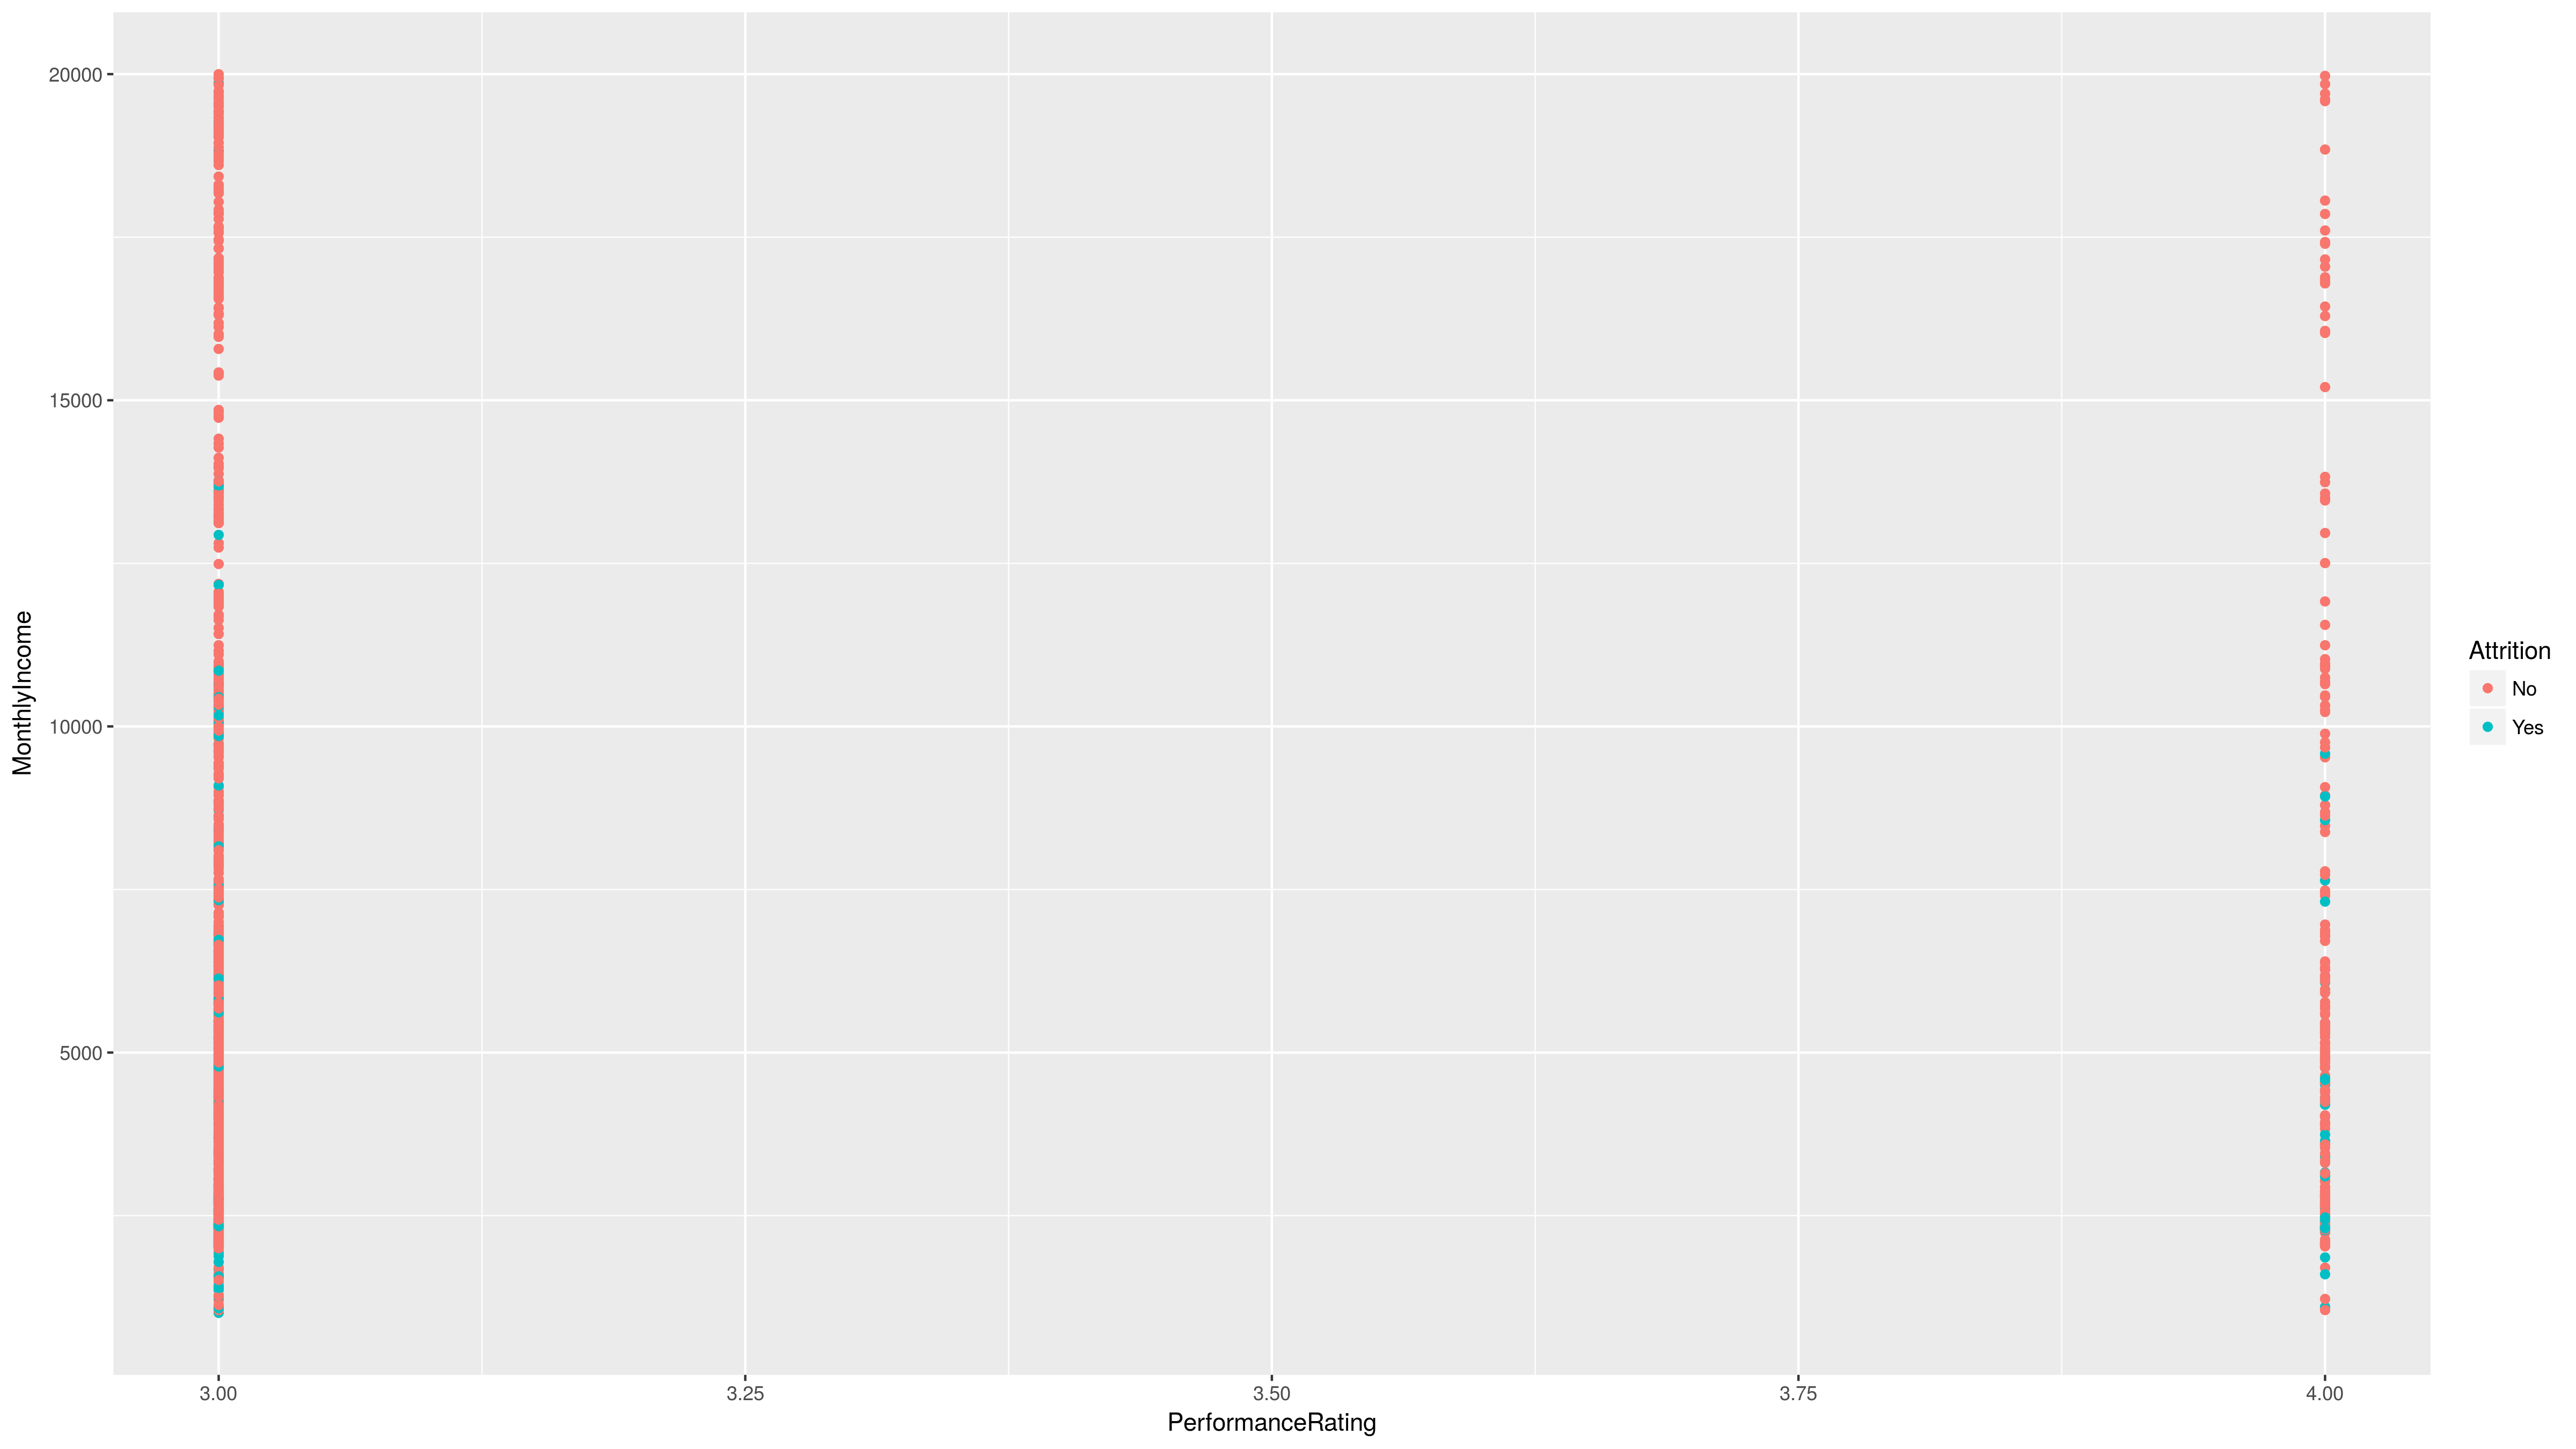 20000
15000
10000
5000
MonthlyIncome
3.00
3.25
3.50
3.75
4.00
PerformanceRating
Attrition
No
Yes